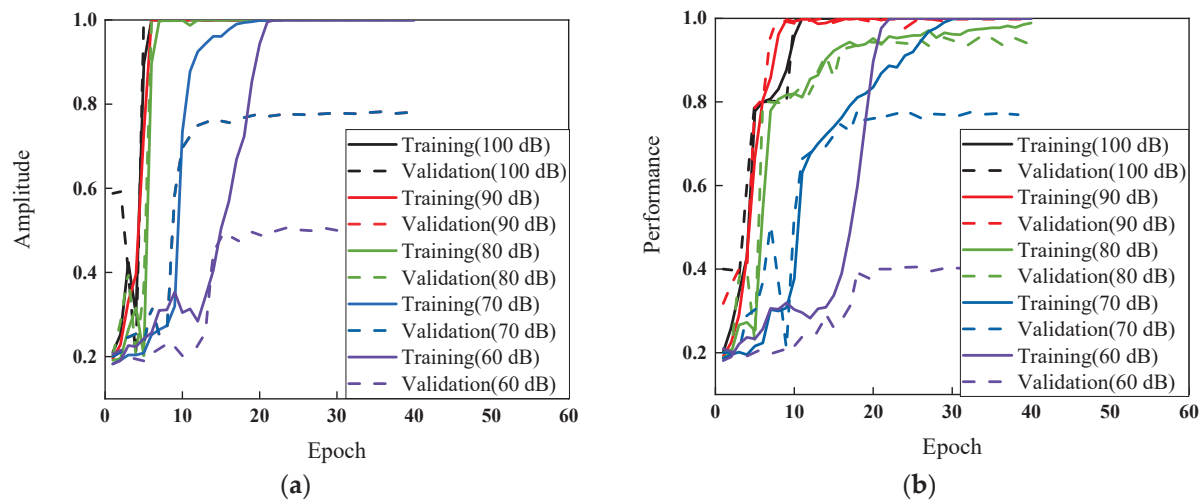 1.0
0.8
0.6
0.4
0.2
Amplitude
Training(100 dB)
Validation(100 dB)
Training(90 dB)
Validation(90 dB)
Training(80 dB)
Validation(80 dB)
Training(70 dB)
Validation(70 dB)
Training(60 dB)
Validation(60 dB)
0 10 20 30 40 50 60
Epoch
(a)
1.0
0.8
0.6
0.4
0.2
Performance
Training(100 dB)
Validation(100 dB)
Training(90 dB)
Validation(90 dB)
Training(80 dB)
Validation(80 dB)
Training(70 dB)
Validation(70 dB)
Training(60 dB)
Validation(60 dB)
0 10 20 30 40 50 60
Epoch
(b)